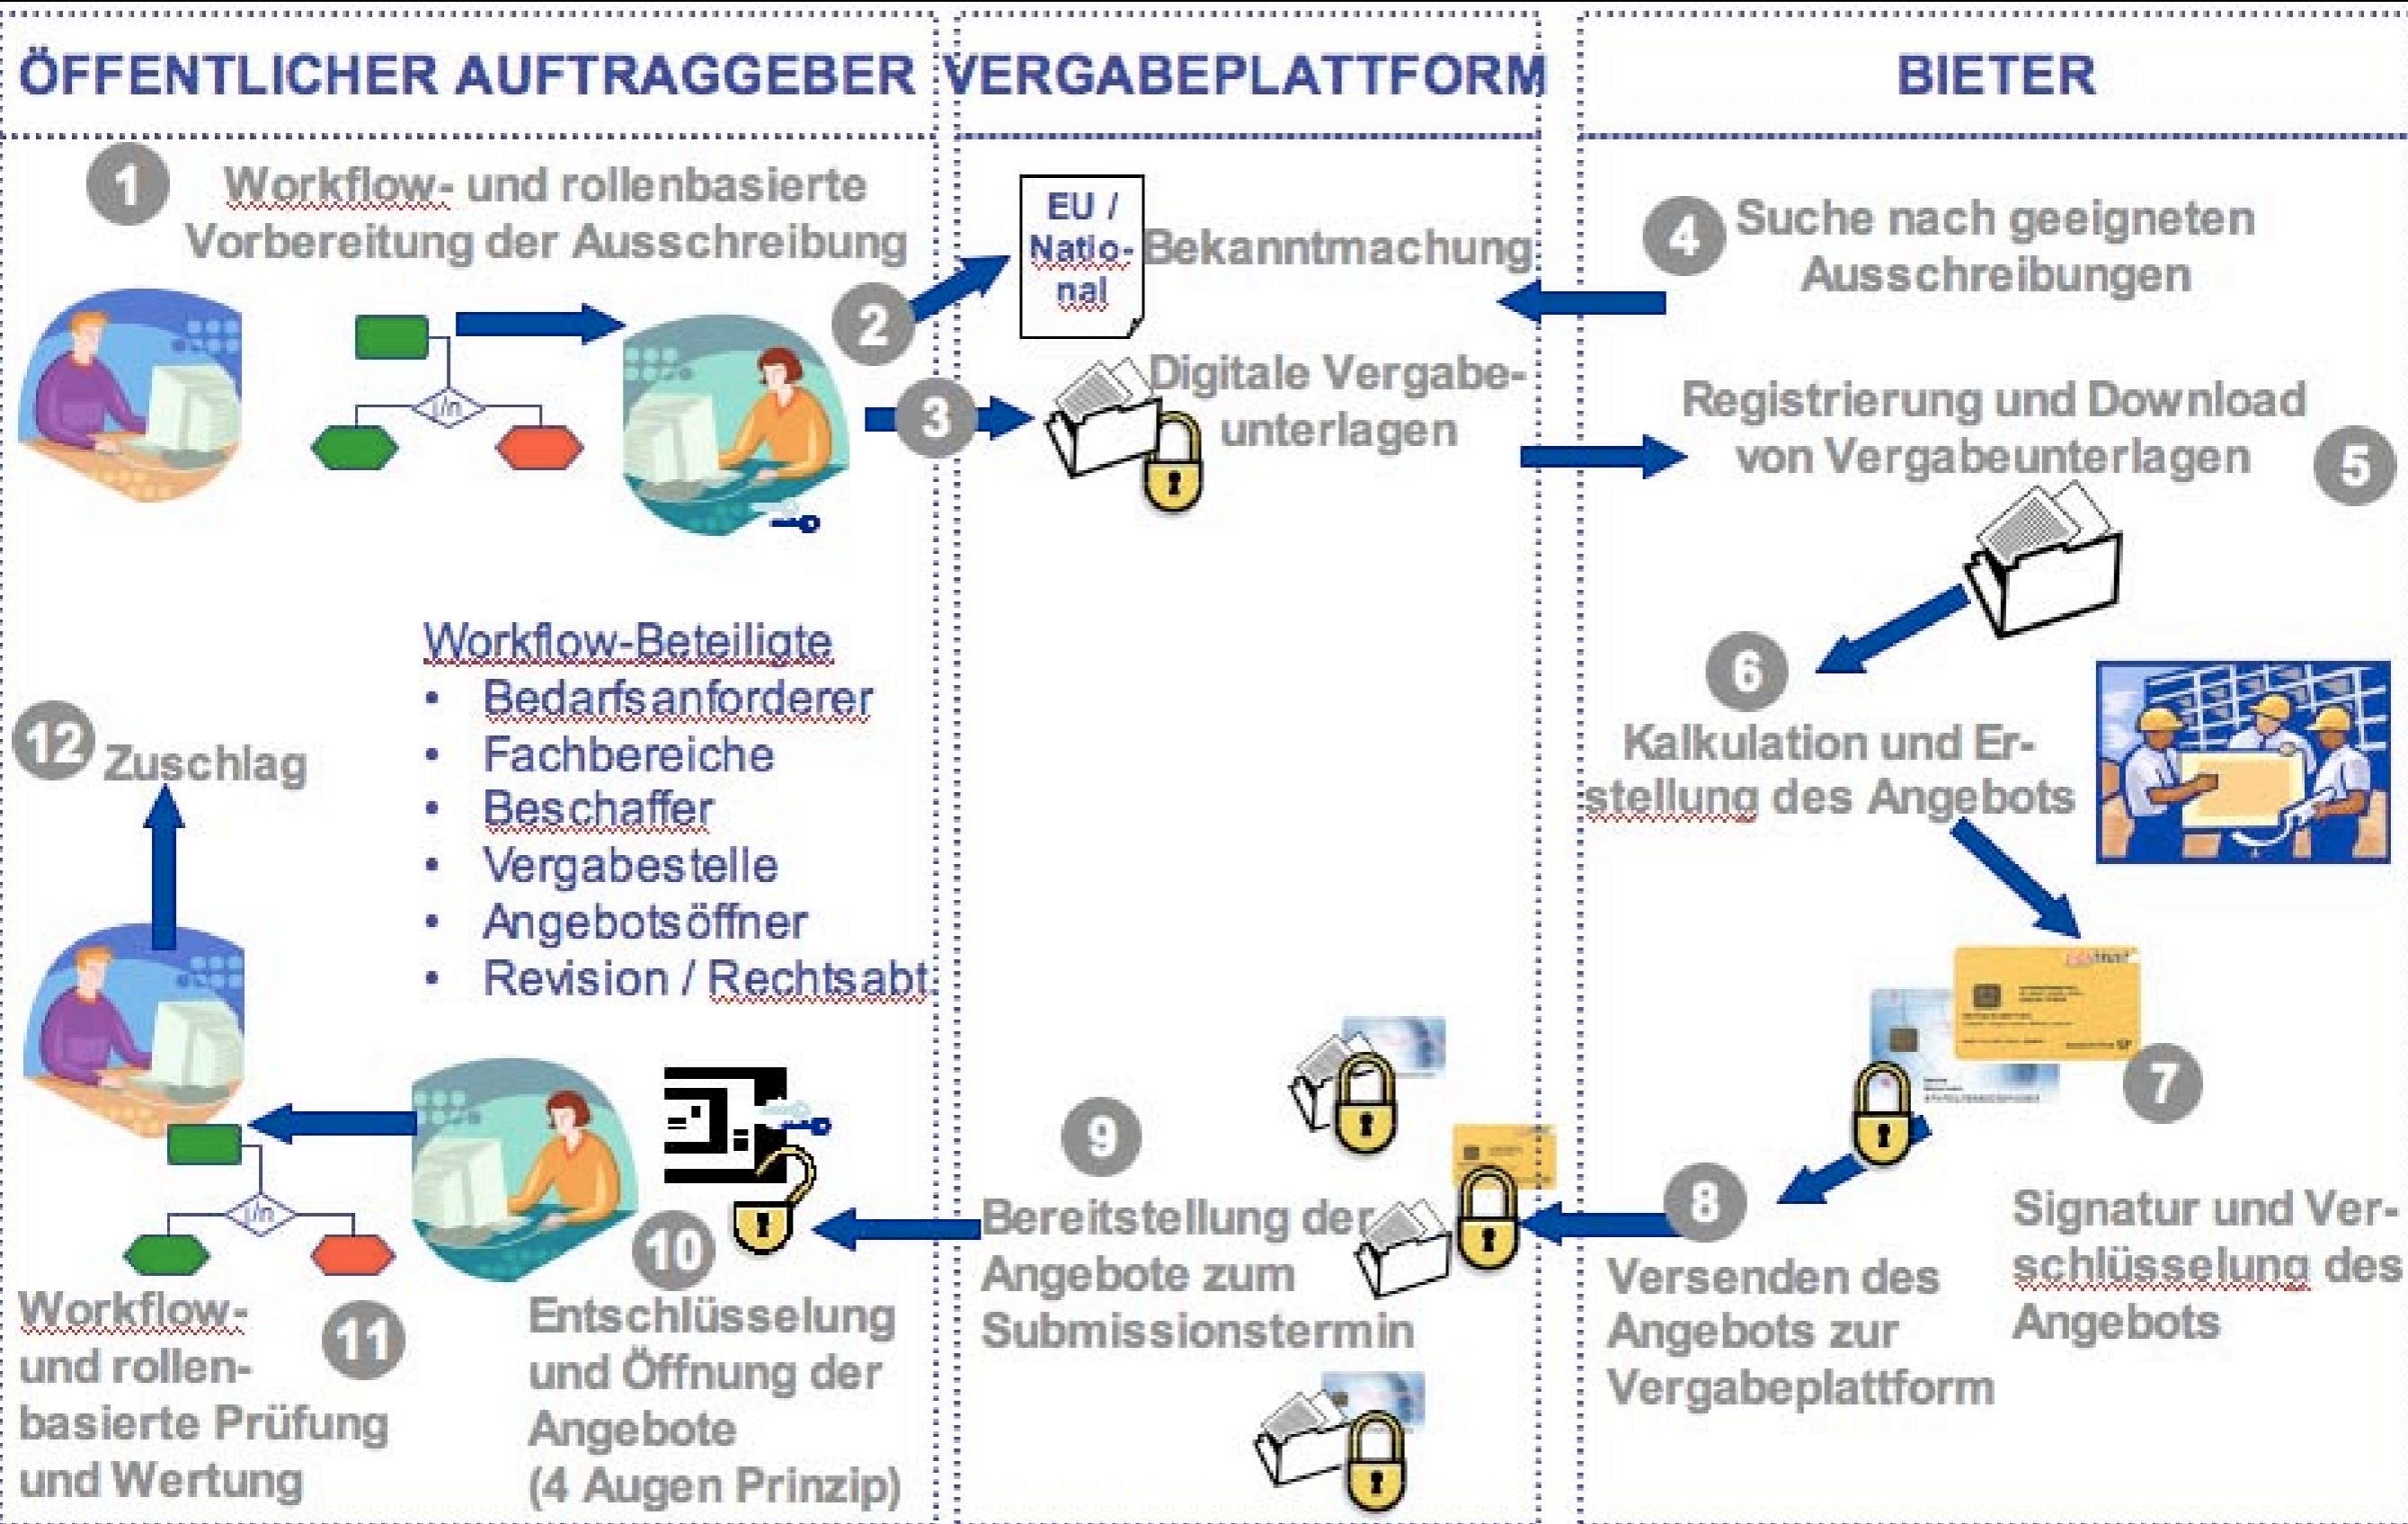 ÖFFENTLICHER AUFTRAGGEBER
VERGABEPLATTFORM
BIETER
1
Workflow- und rollenbasierte
Vorbereitung der Ausschreibung
j/n
2
EU /
Natio-
nal
Bekanntmachung
3
Digitale Vergabe-
unterlagen
4
Suche nach geeigneten
Ausschreibungen
Registrierung und Download
von Vergabeunterlagen
5
6
Kalkulation und Er-
stellung des Angebots
7
Signatur und Ver-
schlüsselung des
Angebots
8
Versenden des
Angebots zur
Vergabeplattform
9
Bereitstellung der
Angebote zum
Submissionstermin
10
Entschlüsselung
und Öffnung der
Angebote
(4 Augen Prinzip)
j/n
11
Workflow-
und rollen-
basierte Prüfung
und Wertung
12
Zuschlag
Workflow-Beteiligte
• Bedarfsanforderer
• Fachbereiche
• Beschaffer
• Vergabestelle
• Angebotsöffner
• Revision / Rechtsabt